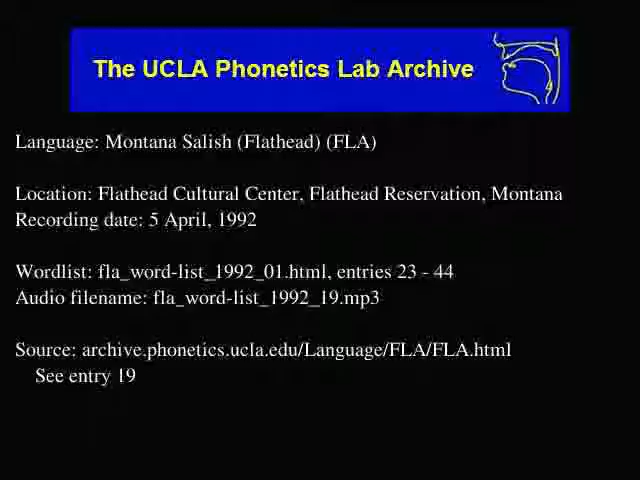 The UCLA Phonetics Lab Archive
Language: Montana Salish (Flathead) (FLA)
Location: Flathead Cultural Center, Flathead Reservation, Montana
Recording date: 5 April, 1992
Wordlist: fla_word-list_1992_01.html, entries 23 - 44
Audio filename: fla_word-list_1992_19.mp3
Source: archive.phonetics.ucla.edu/Language/FLA/FLA.html
See entry 19